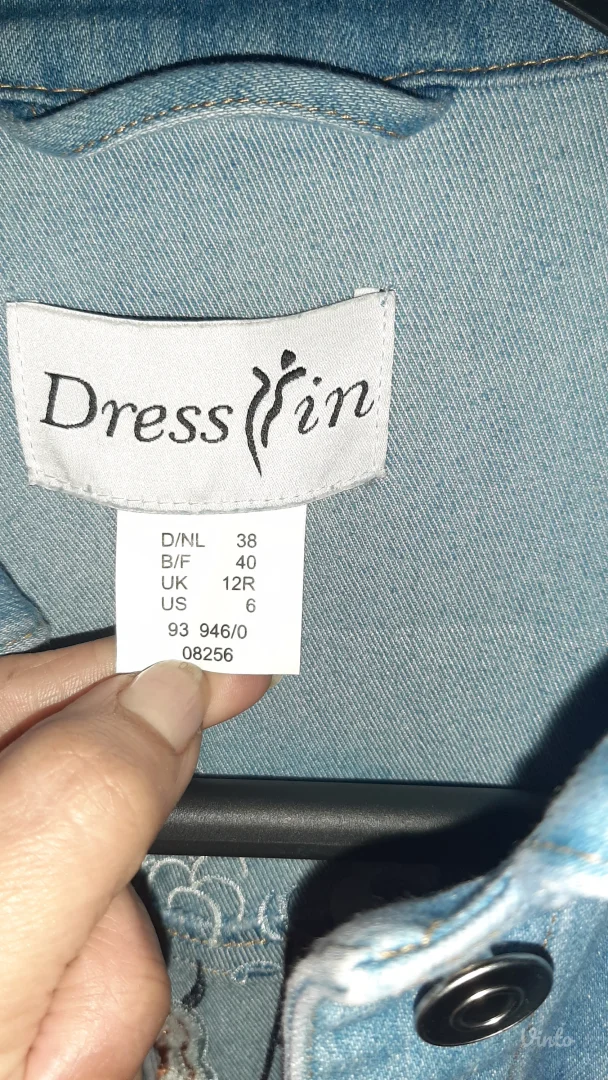 Dress in
D/NL 38
B/F 40
UK 12R
US 6
93 946/0
08256